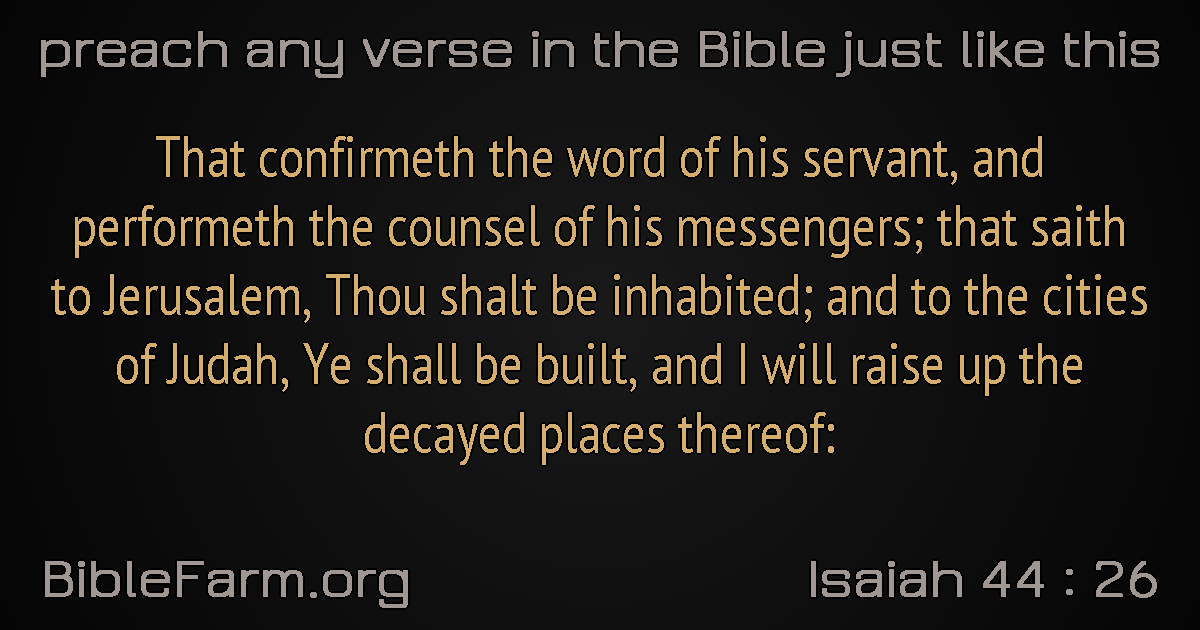 preach any verse in the Bible just like this
That confirmeth the word of his servant, and
performeth the counsel of his messengers; that saith
to Jerusalem, Thou shalt be inhabited; and to the cities
of Judah, Ye shall be built, and I will raise up the
decayed places thereof:
BibleFarm.org
Isaiah 44 : 26